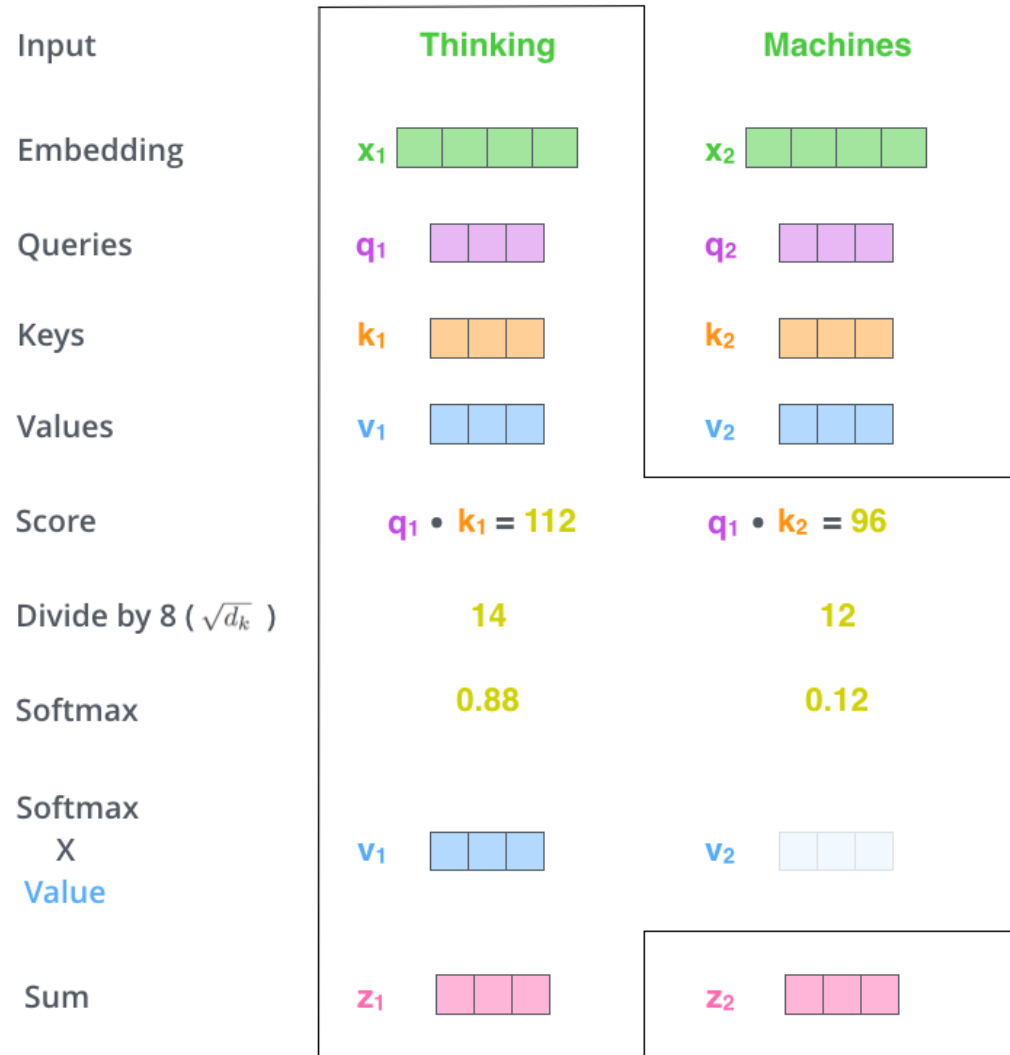 Input Thinking Machines
Embedding x₁ x₂
Queries q₁ q₂
Keys k₁ k₂
Values v₁ v₂
Score q₁ • k₁ = 112 q₁ • k₂ = 96
Divide by 8 ( √dₖ ) 14 12
Softmax 0.88 0.12
Softmax
X v₁ v₂
Value
Sum z₁ z₂